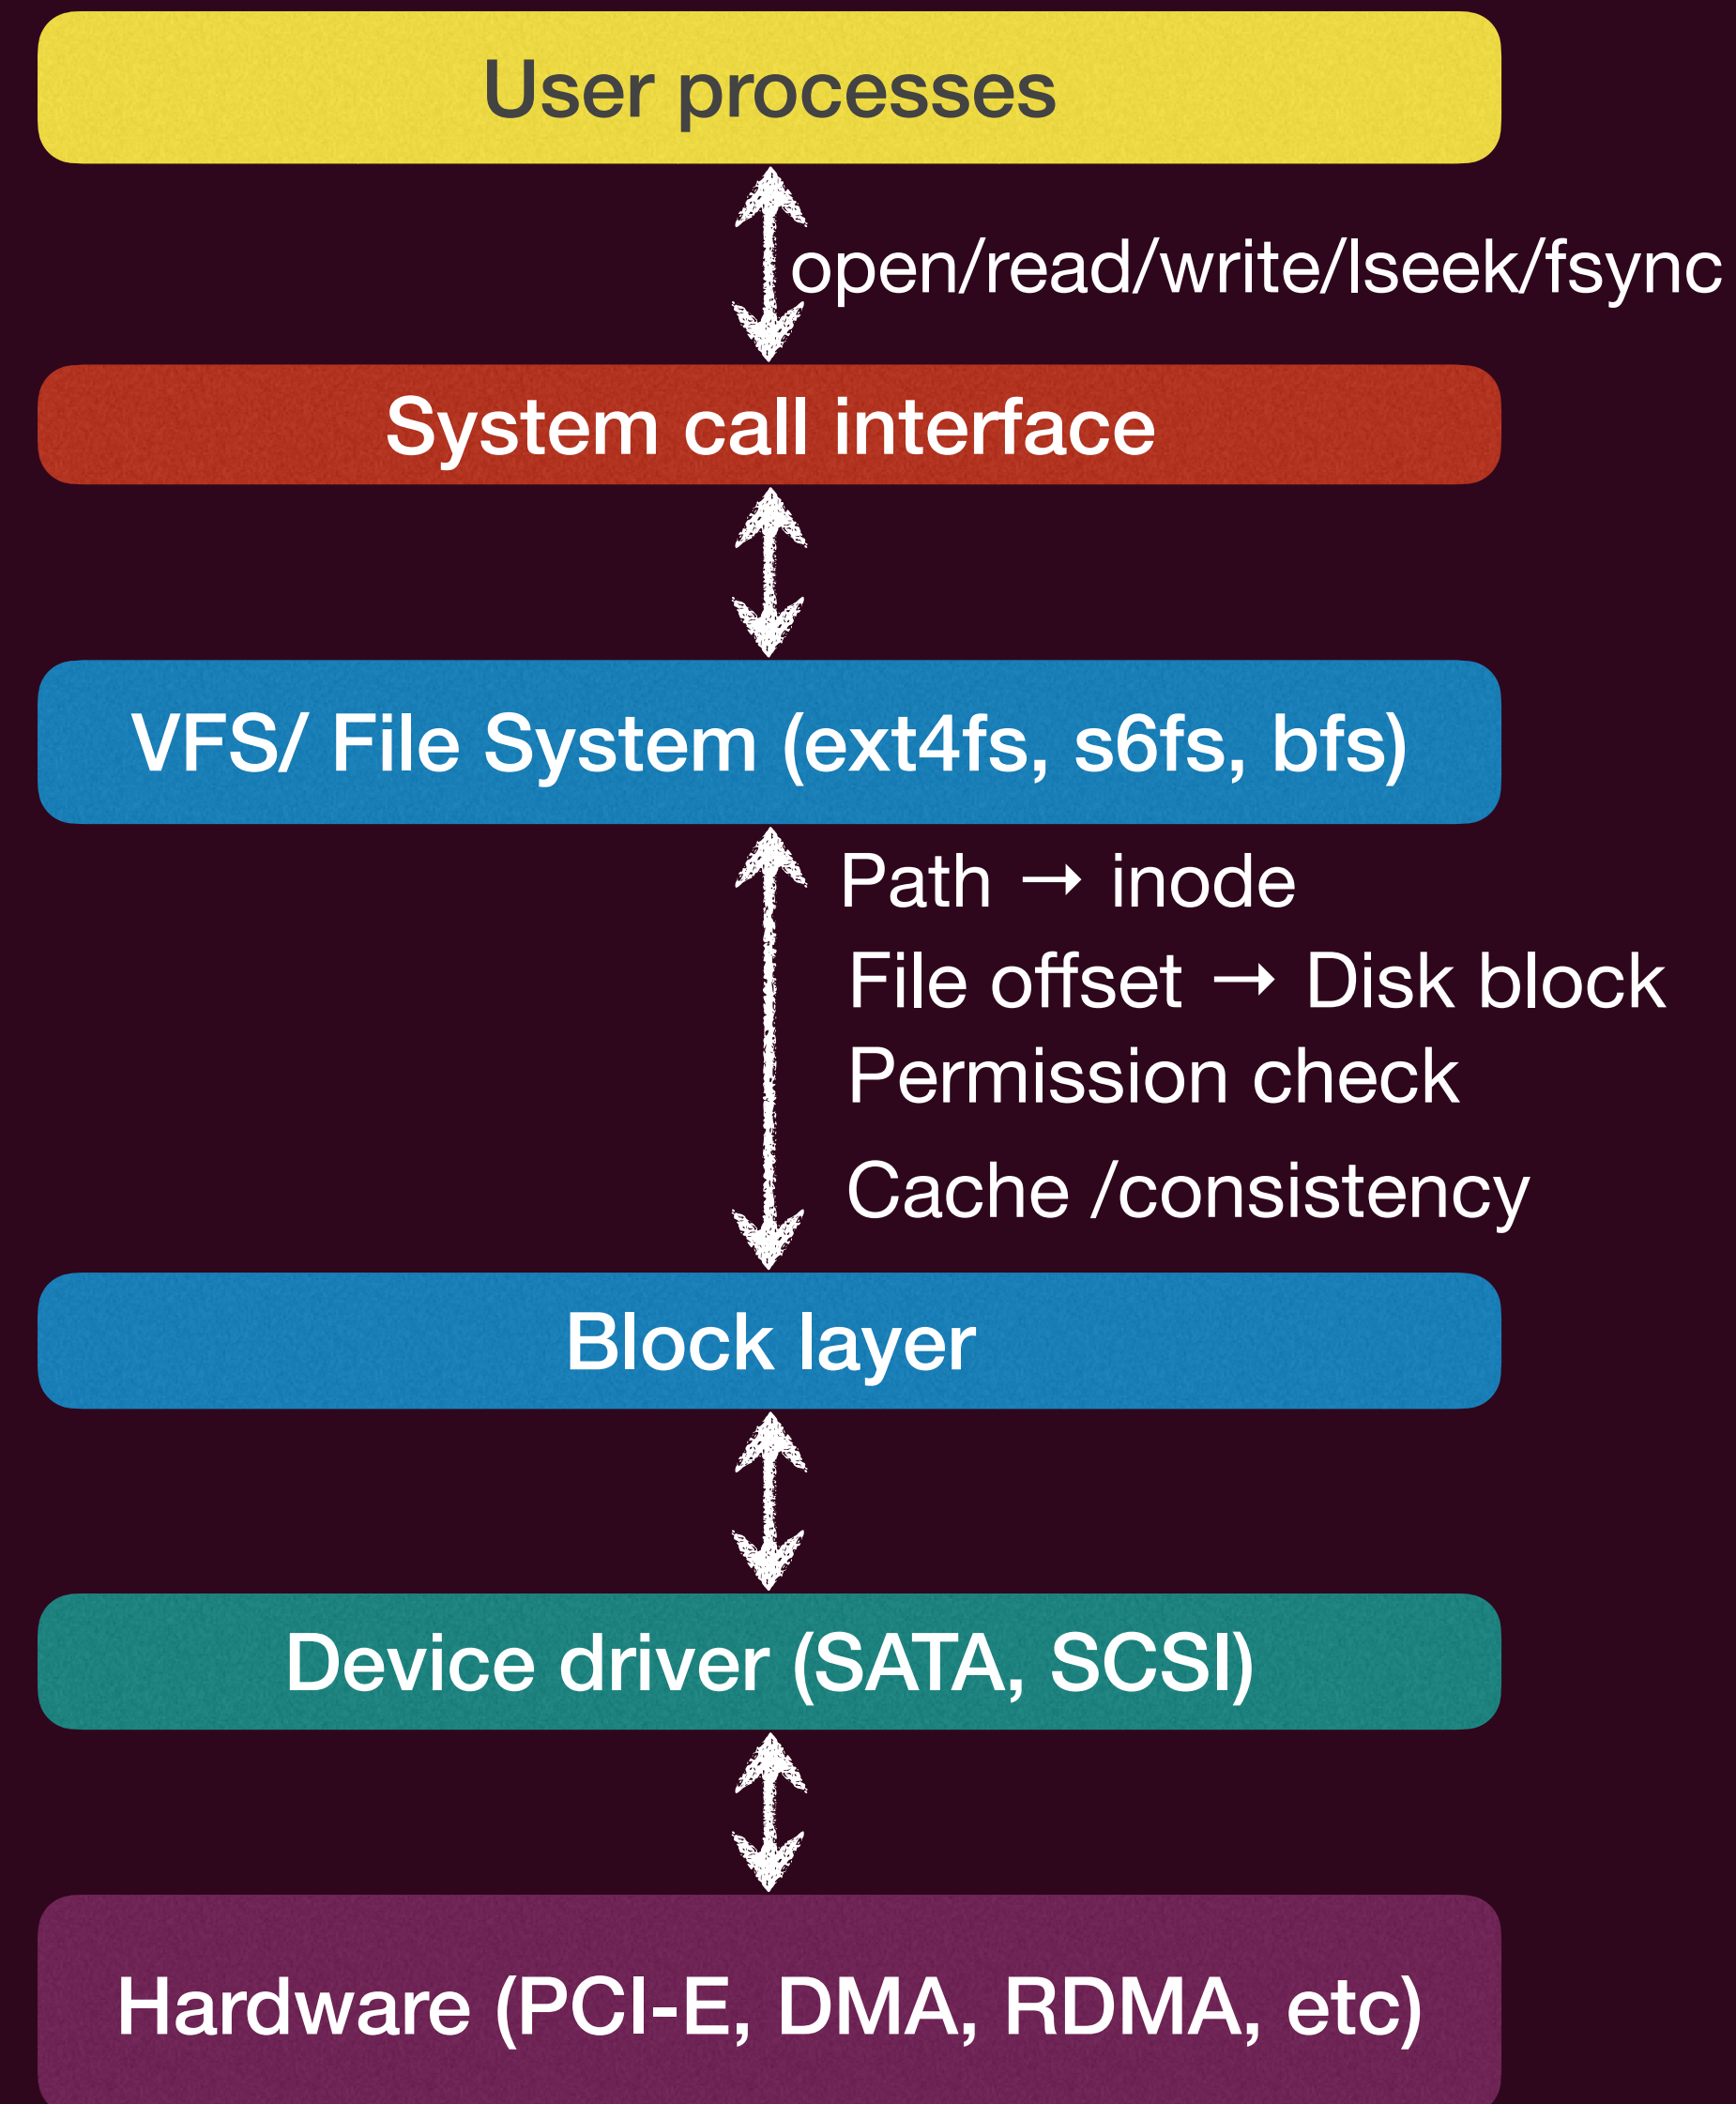 User processes
open/read/write/lseek/fsync
System call interface
VFS/ File System (ext4fs, s6fs, bfs)
Path → inode
File offset → Disk block
Permission check
Cache /consistency
Block layer
Device driver (SATA, SCSI)
Hardware (PCI-E, DMA, RDMA, etc)